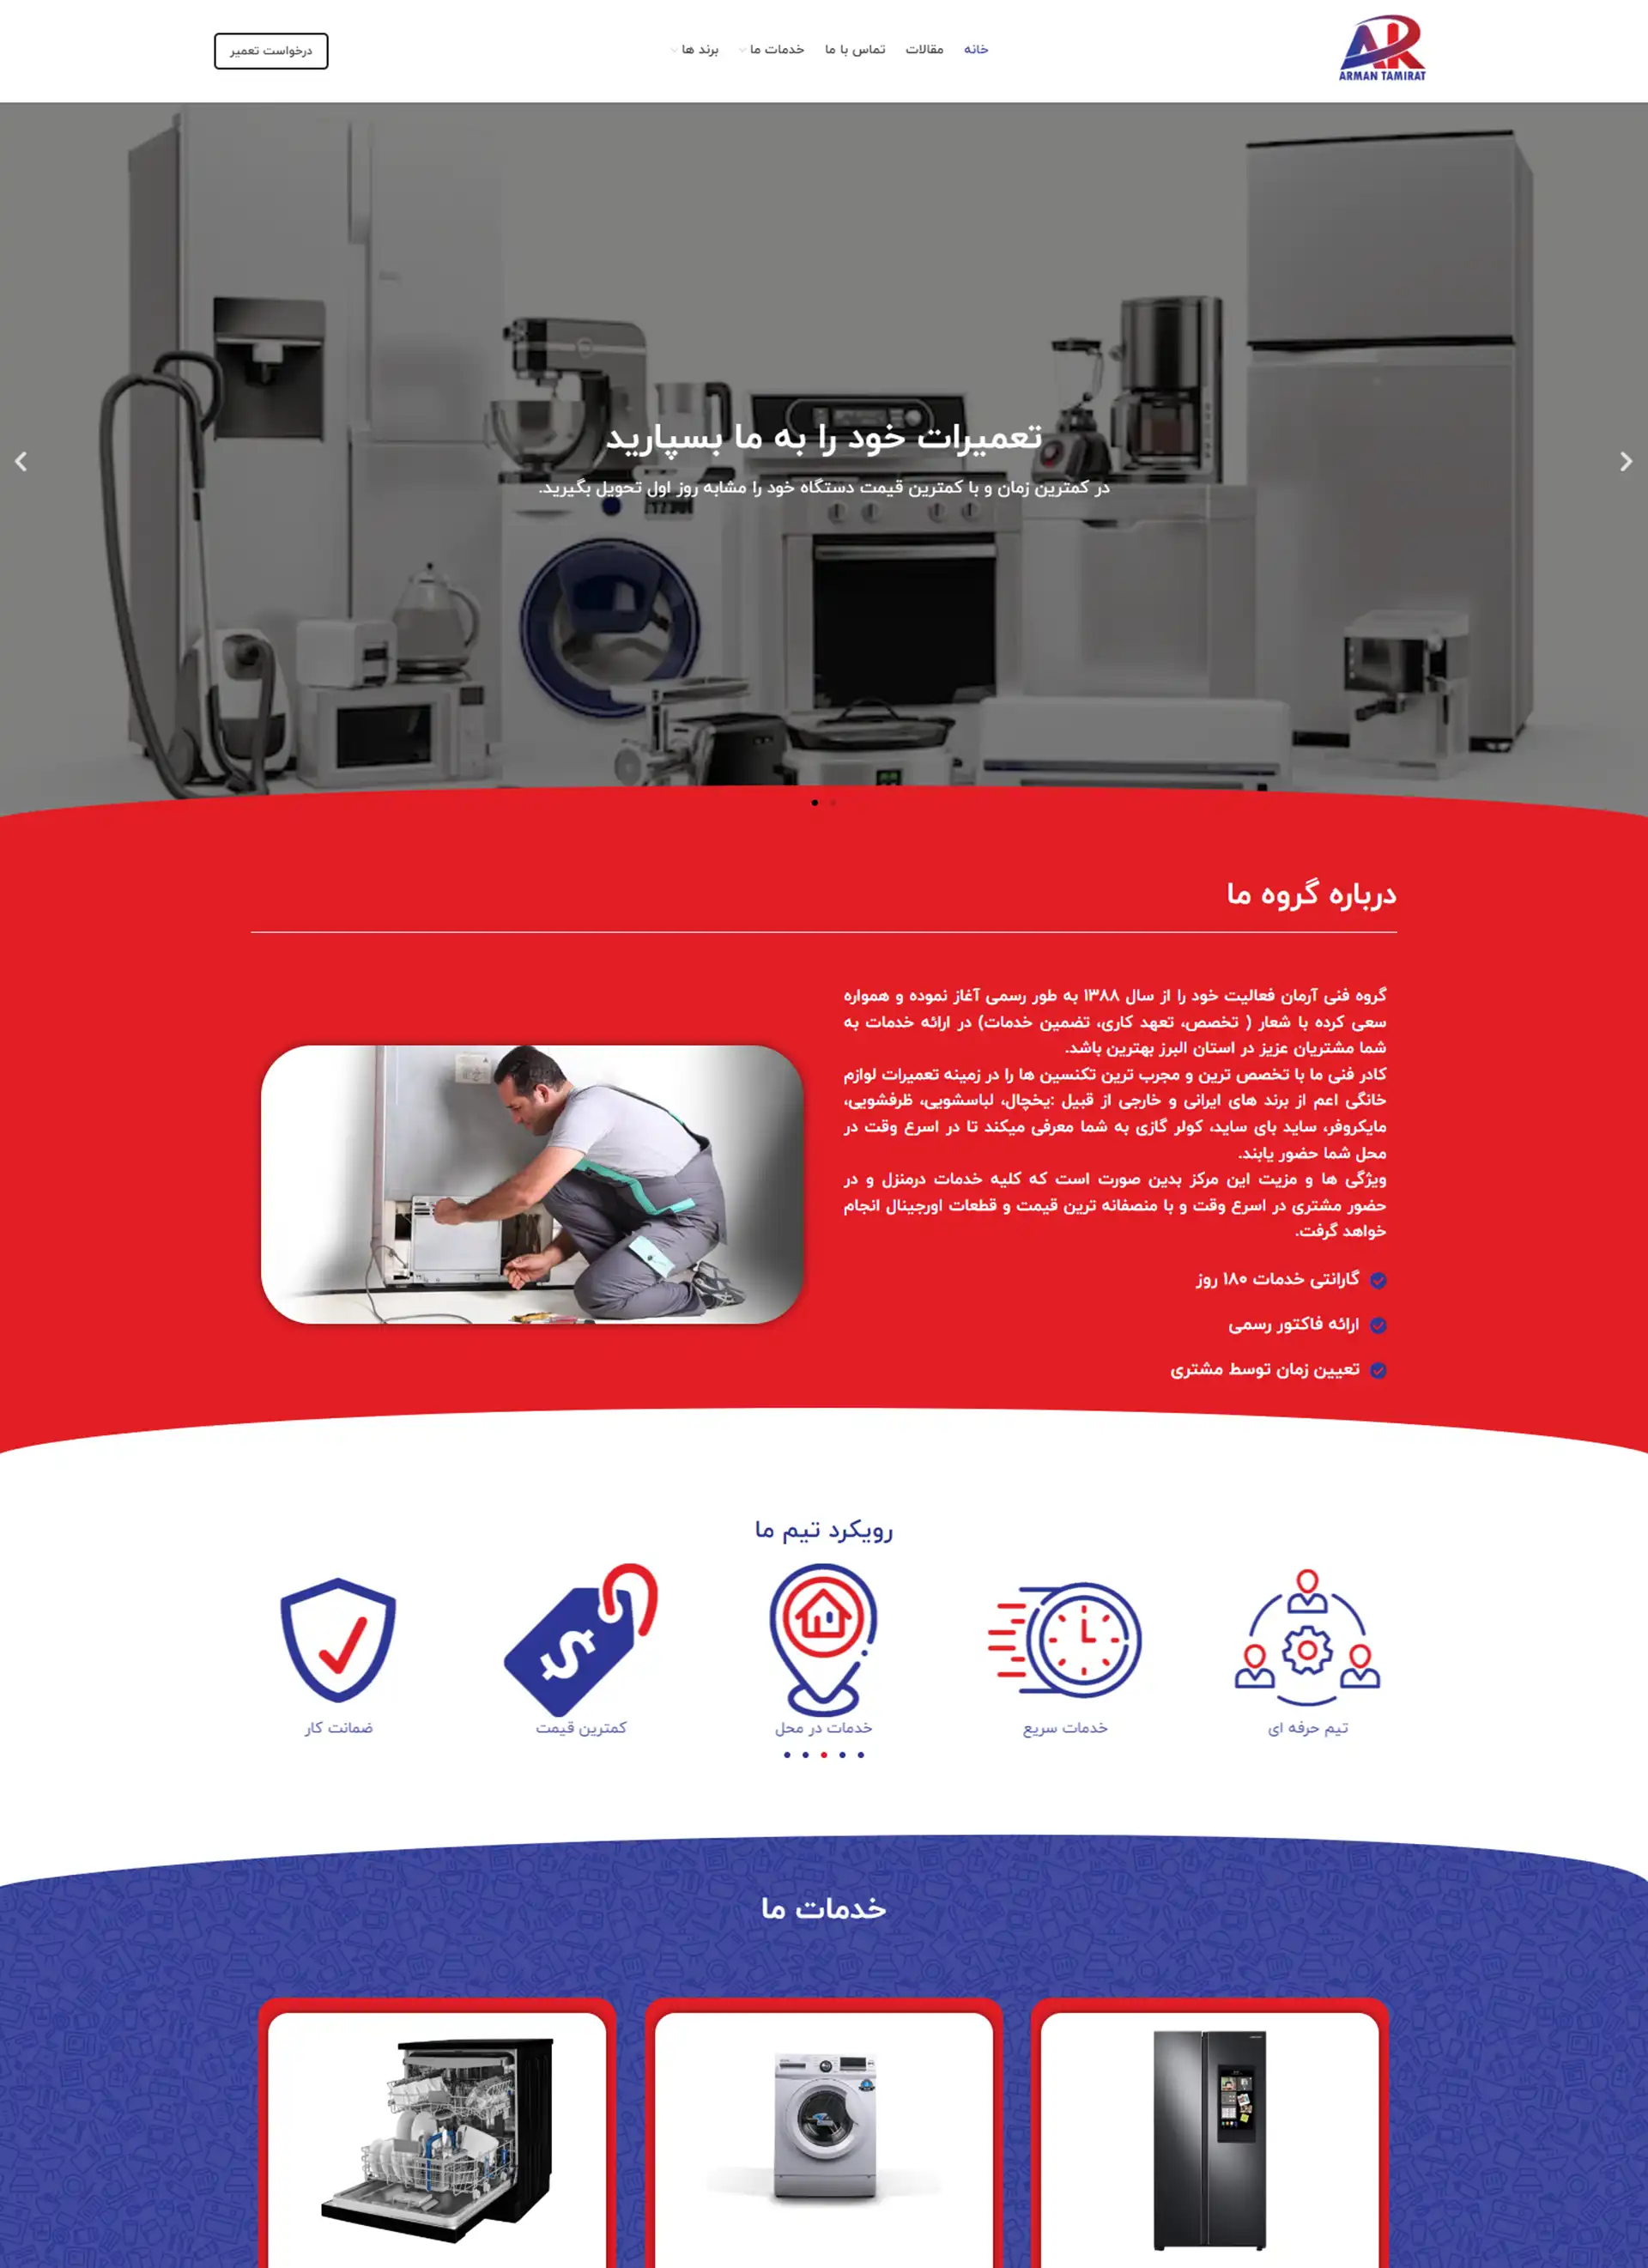 ARMAN TAMIRAT
خانه
مقالات
تماس با ما
خدمات ما
برند ها
درخواست تعمیر
تعمیرات خود را به ما بسپارید
در کمترین زمان و با کمترین قیمت دستگاه خود را مشابه روز اول تحویل بگیرید.
درباره گروه ما
گروه فنی آرمان فعالیت خود را از سال ۱۳۸۸ به طور رسمی آغاز نموده و همواره
سعی کرده با شعار ( تخصص، تعهد کاری، تضمین خدمات) در ارائه خدمات به
شما مشتریان عزیز در استان البرز بهترین باشد.
کادر فنی ما با تخصص ترین و مجرب ترین تکنسین ها را در زمینه تعمیرات لوازم
خانگی اعم از برند های ایرانی و خارجی از قبیل :یخچال، لباسشویی، ظرفشویی،
مایکروفر، ساید بای ساید، کولر گازی به شما معرفی میکند تا در اسرع وقت در
محل شما حضور یابند.
ویژگی ها و مزیت این مرکز بدین صورت است که کلیه خدمات درمنزل و در
حضور مشتری در اسرع وقت و با منصفانه ترین قیمت و قطعات اورجینال انجام
خواهد گرفت.
گارانتی خدمات ۱۸۰ روز
ارائه فاکتور رسمی
تعیین زمان توسط مشتری
رویکرد تیم ما
تیم حرفه ای
خدمات سریع
خدمات در محل
کمترین قیمت
ضمانت کار
خدمات ما